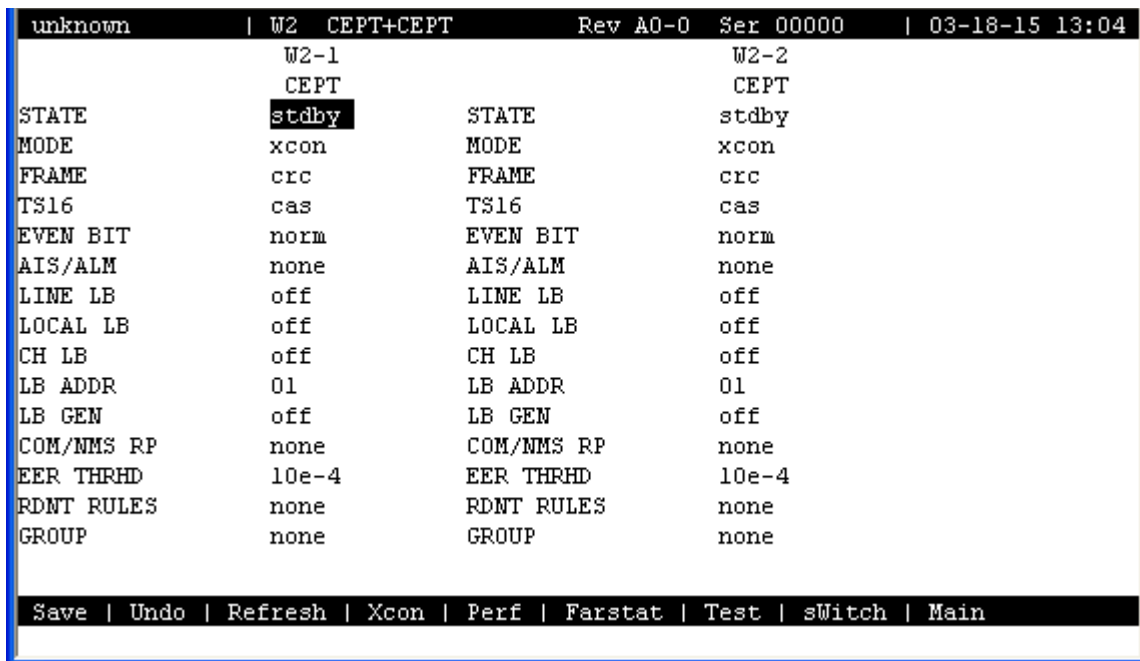 unknown | W2 CEPT+CEPT Rev A0-0 Ser 00000 | 03-18-15 13:04
W2-1 W2-2
CEPT CEPT
STATE stdby STATE stdby
MODE xcon MODE xcon
FRAME crc FRAME crc
TS16 cas TS16 cas
EVEN BIT norm EVEN BIT norm
AIS/ALM none AIS/ALM none
LINE LB off LINE LB off
LOCAL LB off LOCAL LB off
CH LB off CH LB off
LB ADDR 01 LB ADDR 01
LB GEN off LB GEN off
COM/NMS RP none COM/NMS RP none
EER THRHD 10e-4 EER THRHD 10e-4
RDNT RULES none RDNT RULES none
GROUP none GROUP none
Save | Undo | Refresh | Xcon | Perf | Farstat | Test | sWitch | Main